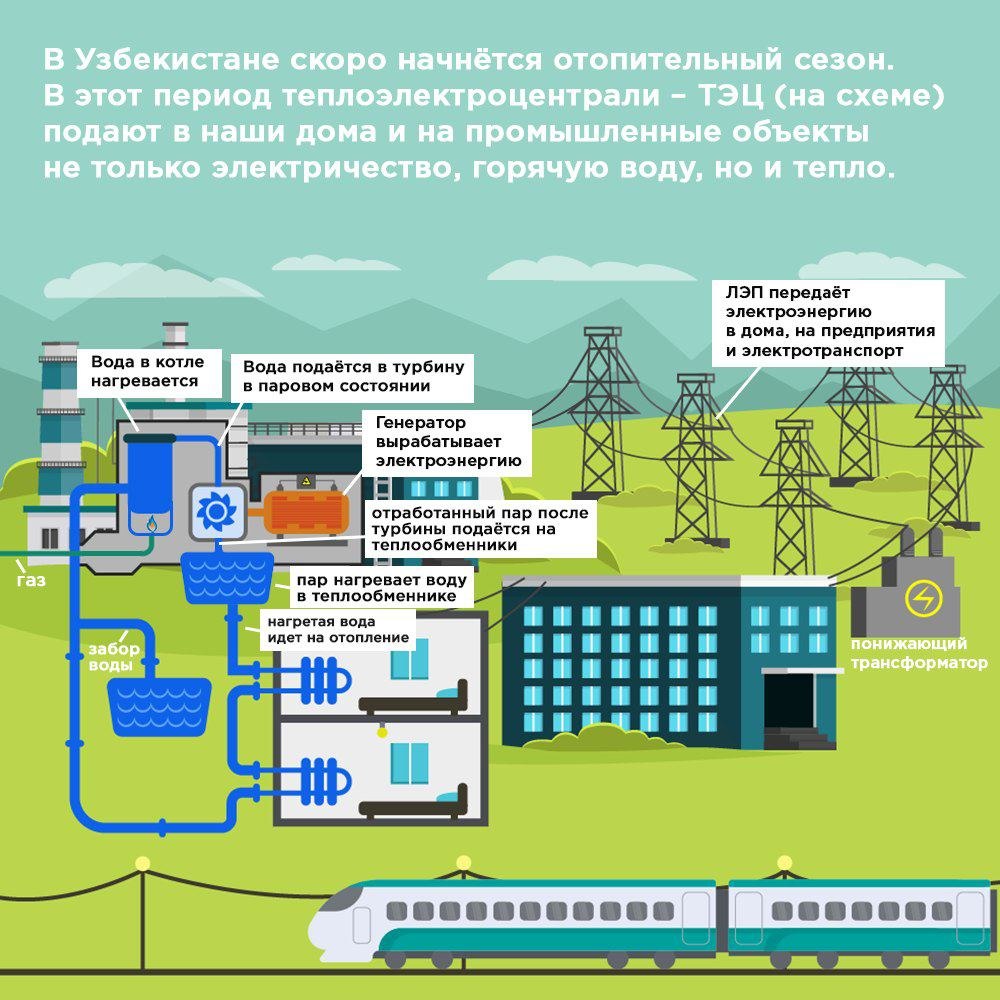 В Узбекистане скоро начнётся отопительный сезон.
В этот период теплоэлектроцентрали – ТЭЦ (на схеме)
подают в наши дома и на промышленные объекты
не только электричество, горячую воду, но и тепло.
ЛЭП передаёт
электроэнергию
в дома, на предприятия
и электротранспорт
Вода в котле
нагревается
Вода подаётся в турбину
в паровом состоянии
Генератор
вырабатывает
электроэнергию
отработанный пар после
турбины подаётся на
теплообменники
газ
пар нагревает воду
в теплообменнике
нагретая вода
идет на отопление
забор
воды
понижающий
трансформатор